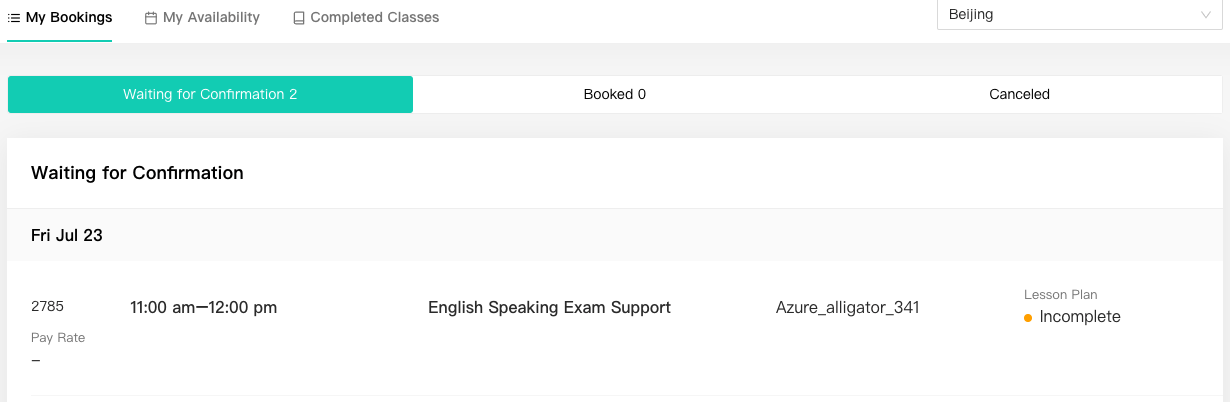 My Bookings My Availability Completed Classes Beijing
Waiting for Confirmation 2 Booked 0 Canceled
Waiting for Confirmation
Fri Jul 23
2785 11:00 am—12:00 pm English Speaking Exam Support Azure_alligator_341 Lesson Plan
Incomplete
Pay Rate
–